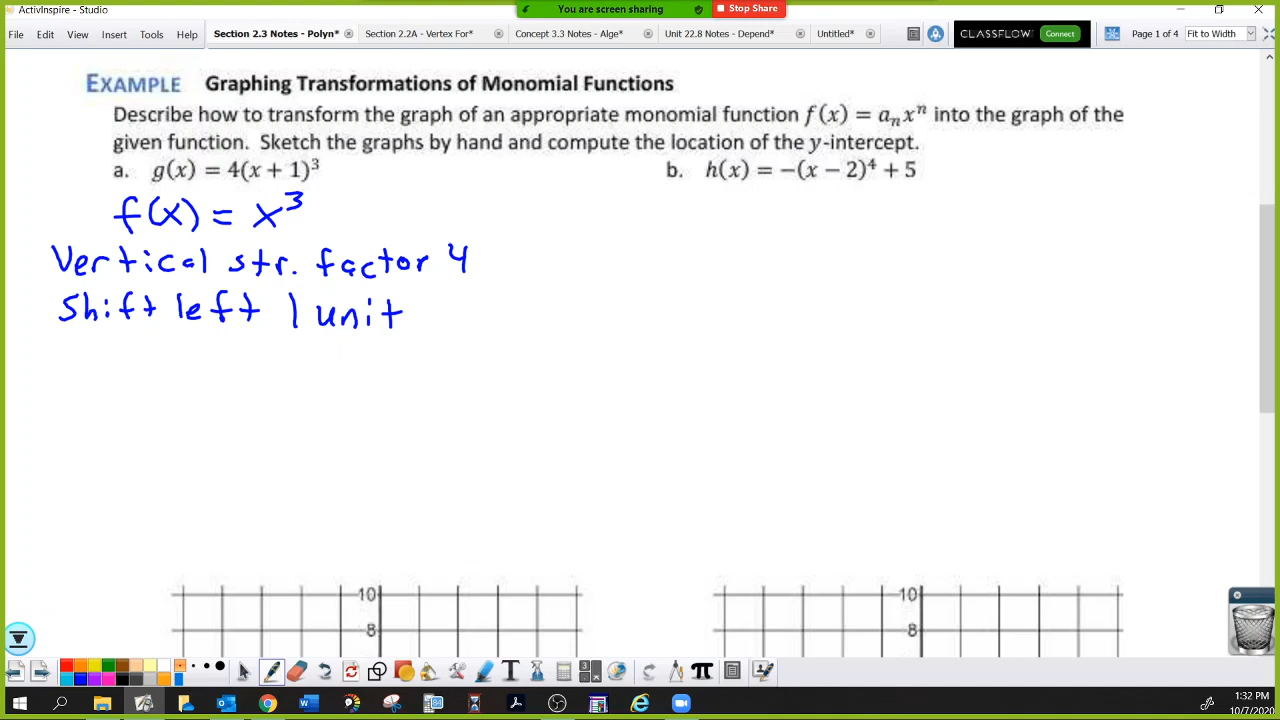 ActivInspire - Studio
You are screen sharing
Stop Share
File Edit View Insert Tools Help
Section 2.3 Notes - Polyn*
Section 2.2A - Vertex For*
Concept 3.3 Notes - Alge*
Unit 22.8 Notes - Depend*
Untitled*
CLASSFLOW Connect
Page 1 of 4
Fit to Width
EXAMPLE Graphing Transformations of Monomial Functions
Describe how to transform the graph of an appropriate monomial function f(x) = aₙxⁿ into the graph of the
given function. Sketch the graphs by hand and compute the location of the y-intercept.
a. g(x) = 4(x + 1)³
b. h(x) = −(x − 2)⁴ + 5
f(x) = x³
Vertical str. factor 4
Shift left 1 unit
10
8
10
8
1:32 PM
10/7/2020